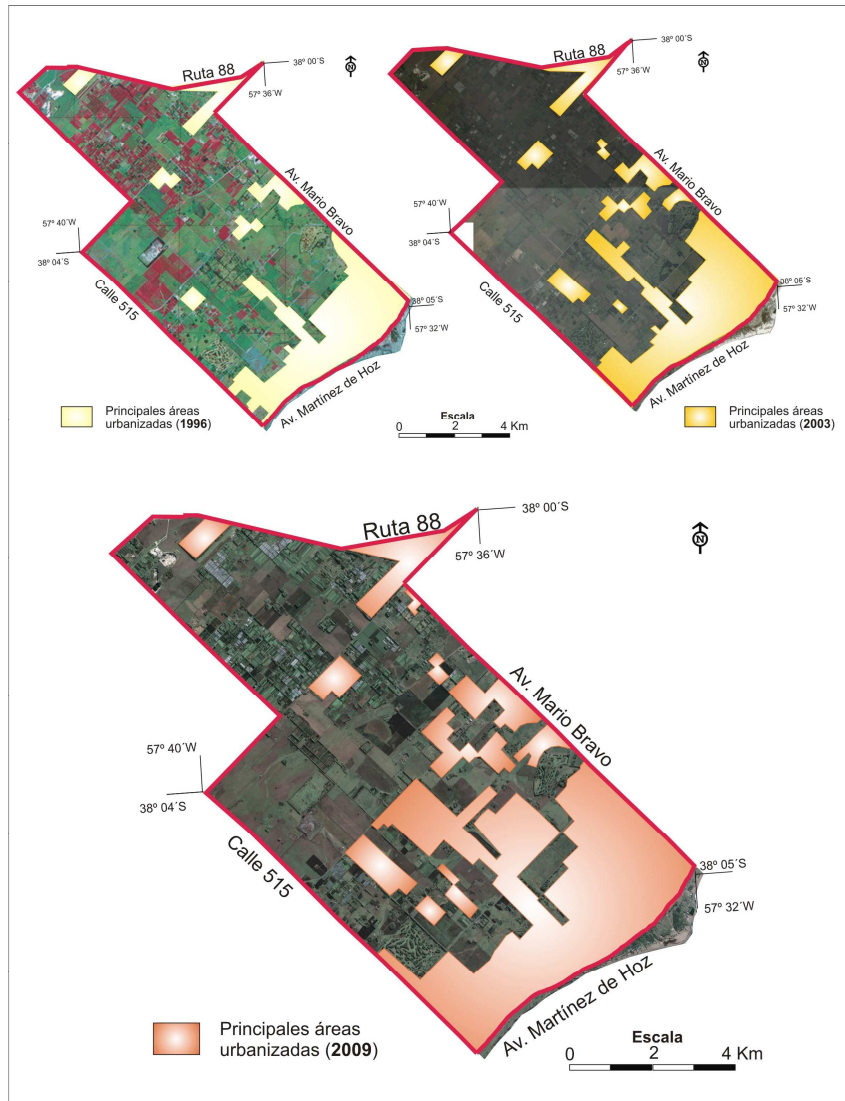 Ruta 88
38º 00´S
57º 36´W
N
Av. Mario Bravo
57º 40´W
38º 04´S
Calle 515
38º 05´S
57º 32´W
Av. Martínez de Hoz
Principales áreas
urbanizadas (1996)
Escala
0 2 4 Km
Ruta 88
38º 00´S
57º 36´W
N
Av. Mario Bravo
57º 40´W
38º 04´S
Calle 515
57º 32´W
Av. Martínez de Hoz
Principales áreas
urbanizadas (2003)
Ruta 88
38º 00´S
57º 36´W
N
Av. Mario Bravo
57º 40´W
38º 04´S
Calle 515
38º 05´S
57º 32´W
Av. Martínez de Hoz
Principales áreas
urbanizadas (2009)
Escala
0 2 4 Km